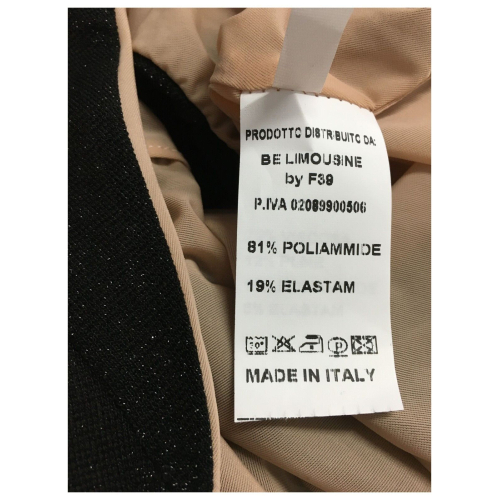 PRODOTTO DISTRIBUITO DA:
BE LIMOUSINE
by F39
P.IVA 02089900506
81% POLIAMMIDE
19% ELASTAM
P
MADE IN ITALY